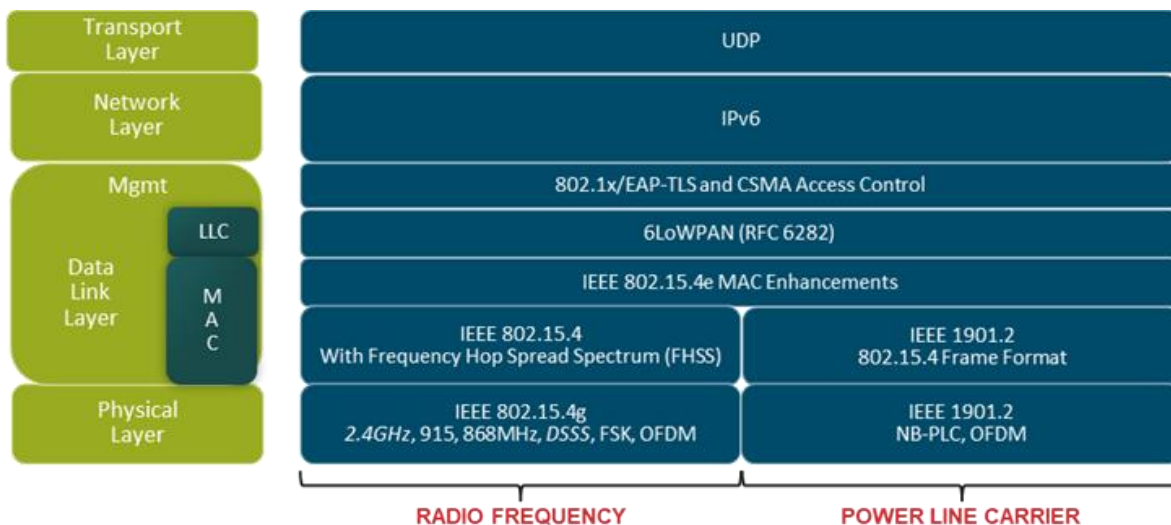 Transport
Layer
UDP
Network
Layer
IPv6
Mgmt
802.1x/EAP-TLS and CSMA Access Control
LLC
6LoWPAN (RFC 6282)
Data
Link
Layer
M
A
C
IEEE 802.15.4e MAC Enhancements
IEEE 802.15.4
With Frequency Hop Spread Spectrum (FHSS)
IEEE 1901.2
802.15.4 Frame Format
Physical
Layer
IEEE 802.15.4g
2.4GHz, 915, 868MHz, DSSS, FSK, OFDM
IEEE 1901.2
NB-PLC, OFDM
RADIO FREQUENCY
POWER LINE CARRIER